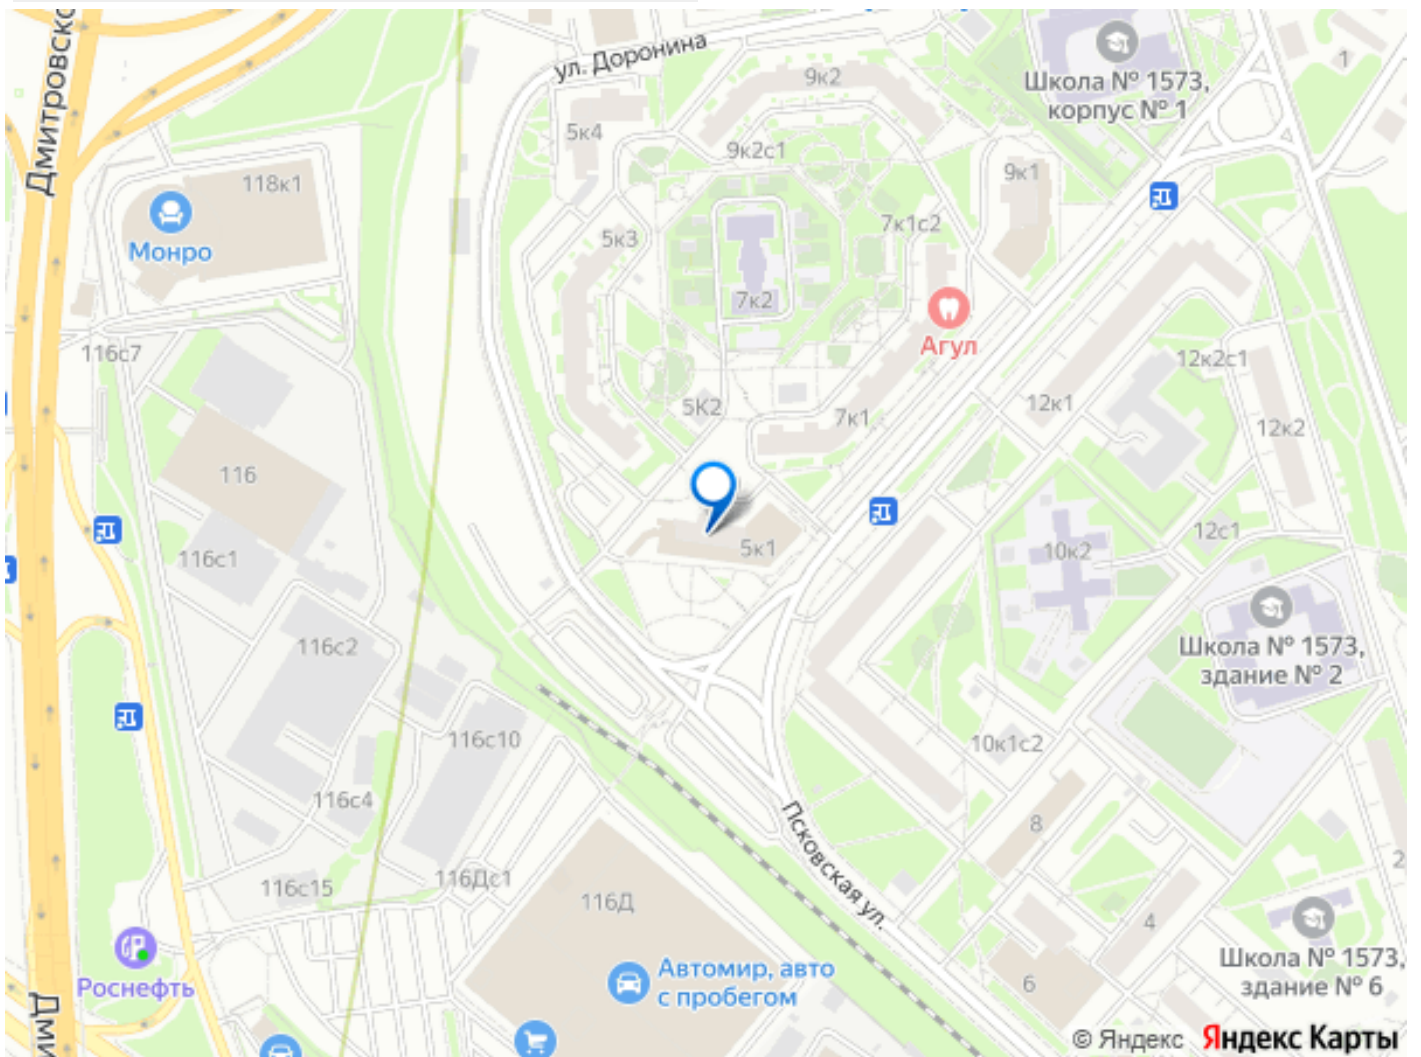 ул. Доронина
Дмитровско
9к2
Школа № 1573,
корпус № 1
1
5к4
9к2с1
118к1
9к1
Монро
5к3
7к1с2
7к2
116с7
Агул
12к2с1
5К2
7к1
12к1
12к2
116
116с1
5к1
10к2
12с1
116с2
Школа № 1573,
здание № 2
116с10
10к1с2
116с4
8
Псковская ул.
2
116с15
116Дс1
116Д
4
Роснефть
Автомир, авто
с пробегом
6
Школа № 1573,
здание № 6
Дми
© Яндекс Яндекс Карты